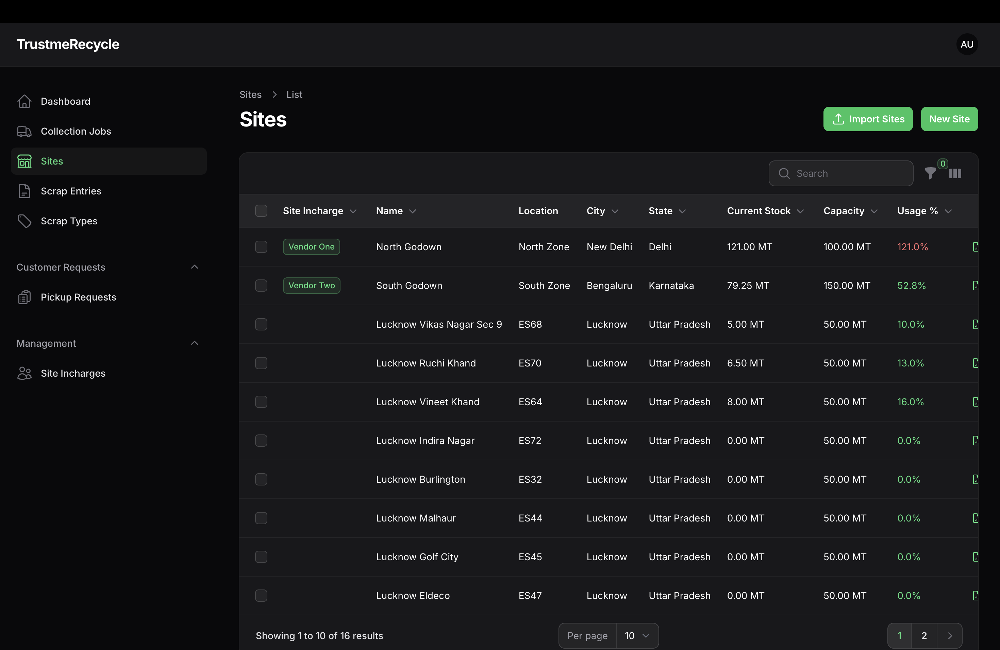 TrustmeRecycle
AU
Dashboard
Collection Jobs
Sites
Scrap Entries
Scrap Types
Customer Requests
Pickup Requests
Management
Site Incharges
Sites > List
Sites
Import Sites
New Site
Search
0
Site Incharge Name Location City State Current Stock Capacity Usage %
Vendor One North Godown North Zone New Delhi Delhi 121.00 MT 100.00 MT 121.0%
Vendor Two South Godown South Zone Bengaluru Karnataka 79.25 MT 150.00 MT 52.8%
Lucknow Vikas Nagar Sec 9 ES68 Lucknow Uttar Pradesh 5.00 MT 50.00 MT 10.0%
Lucknow Ruchi Khand ES70 Lucknow Uttar Pradesh 6.50 MT 50.00 MT 13.0%
Lucknow Vineet Khand ES64 Lucknow Uttar Pradesh 8.00 MT 50.00 MT 16.0%
Lucknow Indira Nagar ES72 Lucknow Uttar Pradesh 0.00 MT 50.00 MT 0.0%
Lucknow Burlington ES32 Lucknow Uttar Pradesh 0.00 MT 50.00 MT 0.0%
Lucknow Malhaur ES44 Lucknow Uttar Pradesh 0.00 MT 50.00 MT 0.0%
Lucknow Golf City ES45 Lucknow Uttar Pradesh 0.00 MT 50.00 MT 0.0%
Lucknow Eldeco ES47 Lucknow Uttar Pradesh 0.00 MT 50.00 MT 0.0%
Showing 1 to 10 of 16 results
Per page 10
1 2